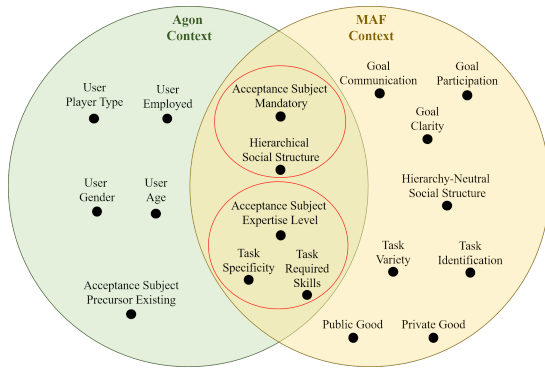 Agon
Context
MAF
Context
User
Player Type
User
Employed
User
Gender
User
Age
Acceptance Subject
Precursor Existing
Acceptance Subject
Mandatory
Hierarchical
Social Structure
Acceptance Subject
Expertise Level
Task
Specificity
Task
Required
Skills
Goal
Communication
Goal
Participation
Goal
Clarity
Hierarchy-Neutral
Social Structure
Task
Variety
Task
Identification
Public Good
Private Good